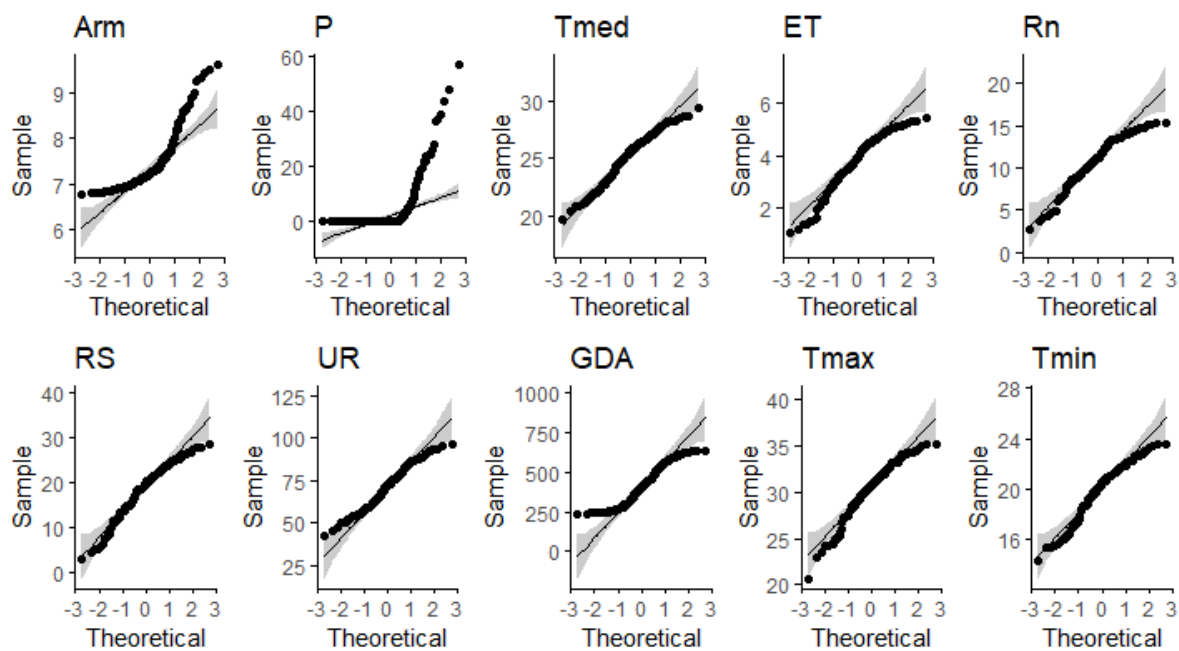 Arm P Tmed ET Rn
9 8 7 6
60 40 20 0
30 25 20
6 4 2
20 15 10 5 0
Sample Sample Sample Sample Sample
-3 -2 -1 0 1 2 3 -3 -2 -1 0 1 2 3 -3 -2 -1 0 1 2 3 -3 -2 -1 0 1 2 3 -3 -2 -1 0 1 2 3
Theoretical Theoretical Theoretical Theoretical Theoretical
RS UR GDA Tmax Tmin
40 30 20 10 0
125 100 75 50 25
1000 750 500 250 0
40 35 30 25 20
28 24 20 16
Sample Sample Sample Sample Sample
-3 -2 -1 0 1 2 3 -3 -2 -1 0 1 2 3 -3 -2 -1 0 1 2 3 -3 -2 -1 0 1 2 3 -3 -2 -1 0 1 2 3
Theoretical Theoretical Theoretical Theoretical Theoretical